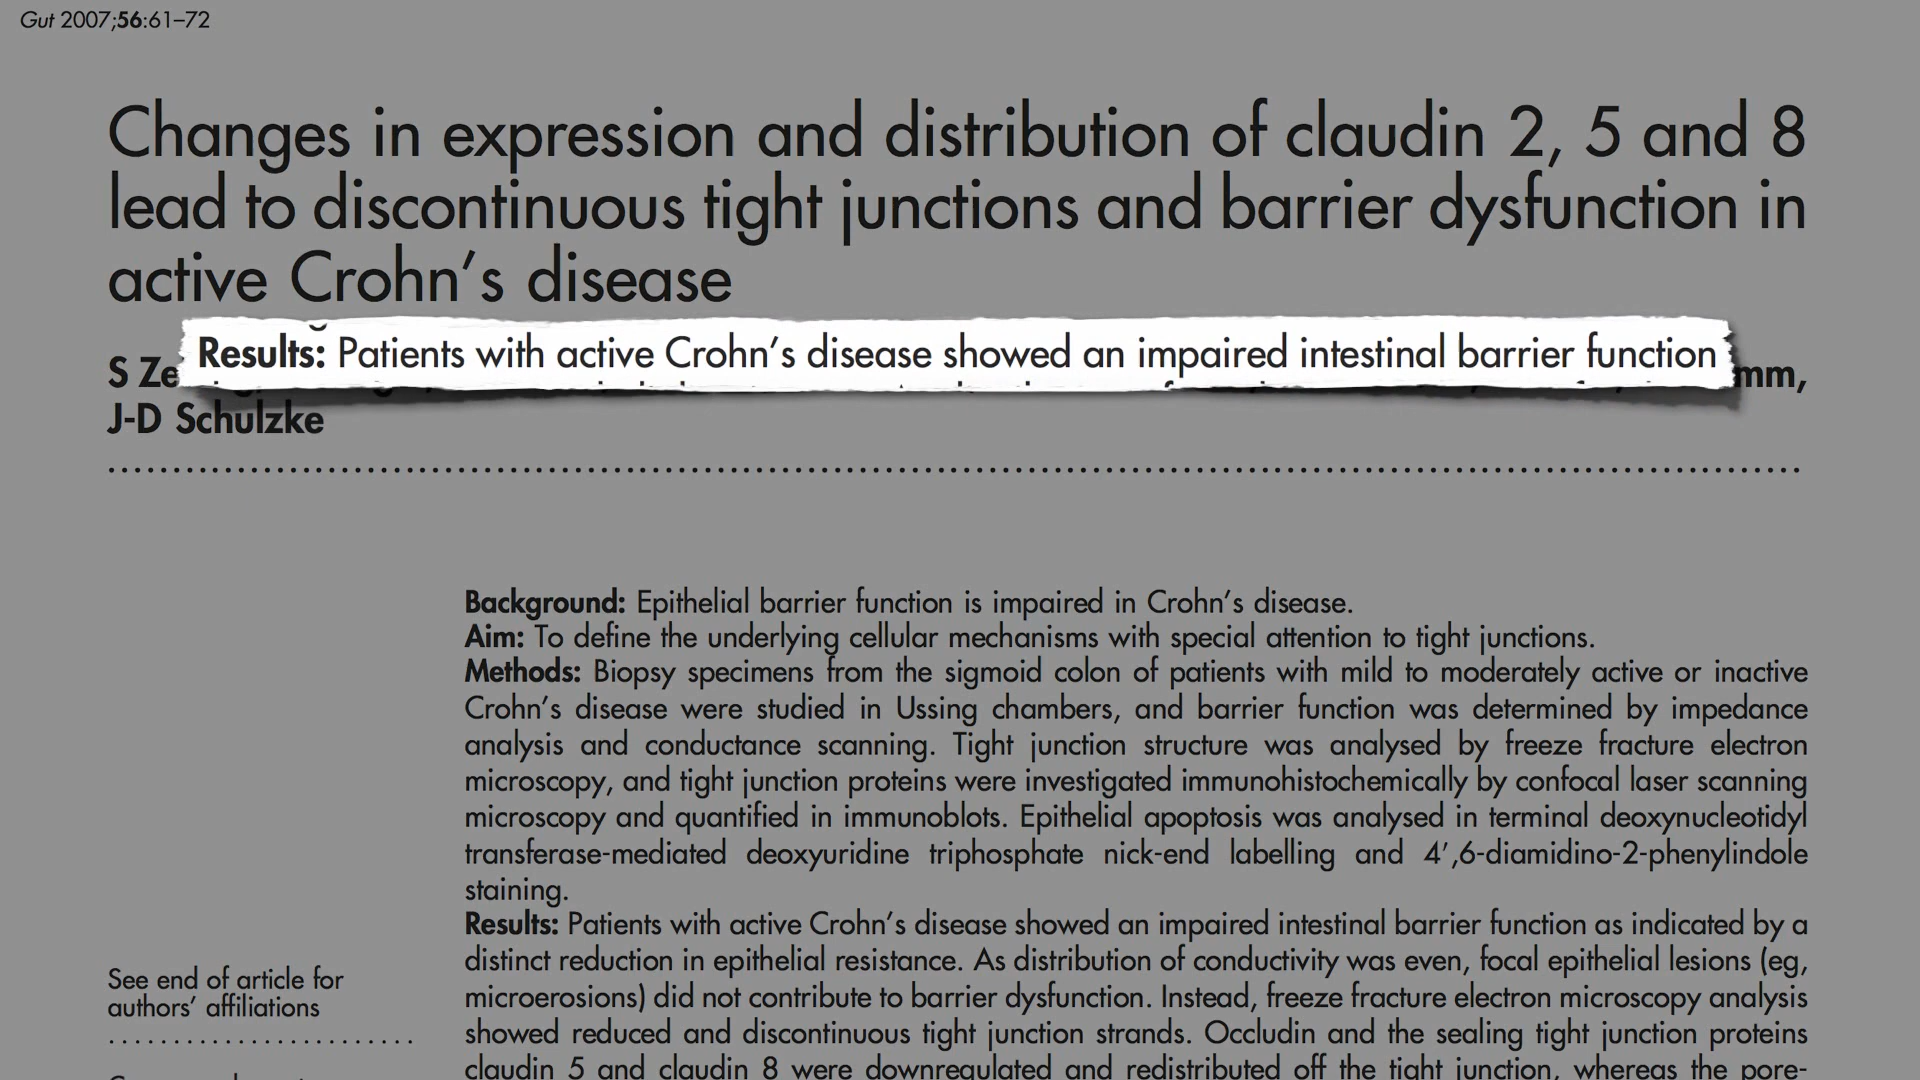 Gut 2007;56:61–72
Changes in expression and distribution of claudin 2, 5 and 8
lead to discontinuous tight junctions and barrier dysfunction in
active Crohn’s disease
Results: Patients with active Crohn’s disease showed an impaired intestinal barrier function
S
J-D Schulzke
Background: Epithelial barrier function is impaired in Crohn’s disease.
Aim: To define the underlying cellular mechanisms with special attention to tight junctions.
Methods: Biopsy specimens from the sigmoid colon of patients with mild to moderately active or inactive
Crohn’s disease were studied in Ussing chambers, and barrier function was determined by impedance
analysis and conductance scanning. Tight junction structure was analysed by freeze fracture electron
microscopy, and tight junction proteins were investigated immunohistochemically by confocal laser scanning
microscopy and quantified in immunoblots. Epithelial apoptosis was analysed in terminal deoxynucleotidyl
transferase-mediated deoxyuridine triphosphate nick-end labelling and 4′,6-diamidino-2-phenylindole
staining.
Results: Patients with active Crohn’s disease showed an impaired intestinal barrier function as indicated by a
distinct reduction in epithelial resistance. As distribution of conductivity was even, focal epithelial lesions (eg,
microerosions) did not contribute to barrier dysfunction. Instead, freeze fracture electron microscopy analysis
showed reduced and discontinuous tight junction strands. Occludin and the sealing tight junction proteins
claudin 5 and claudin 8 were downregulated and redistributed off the tight junction, whereas the pore-
See end of article for
authors’ affiliations